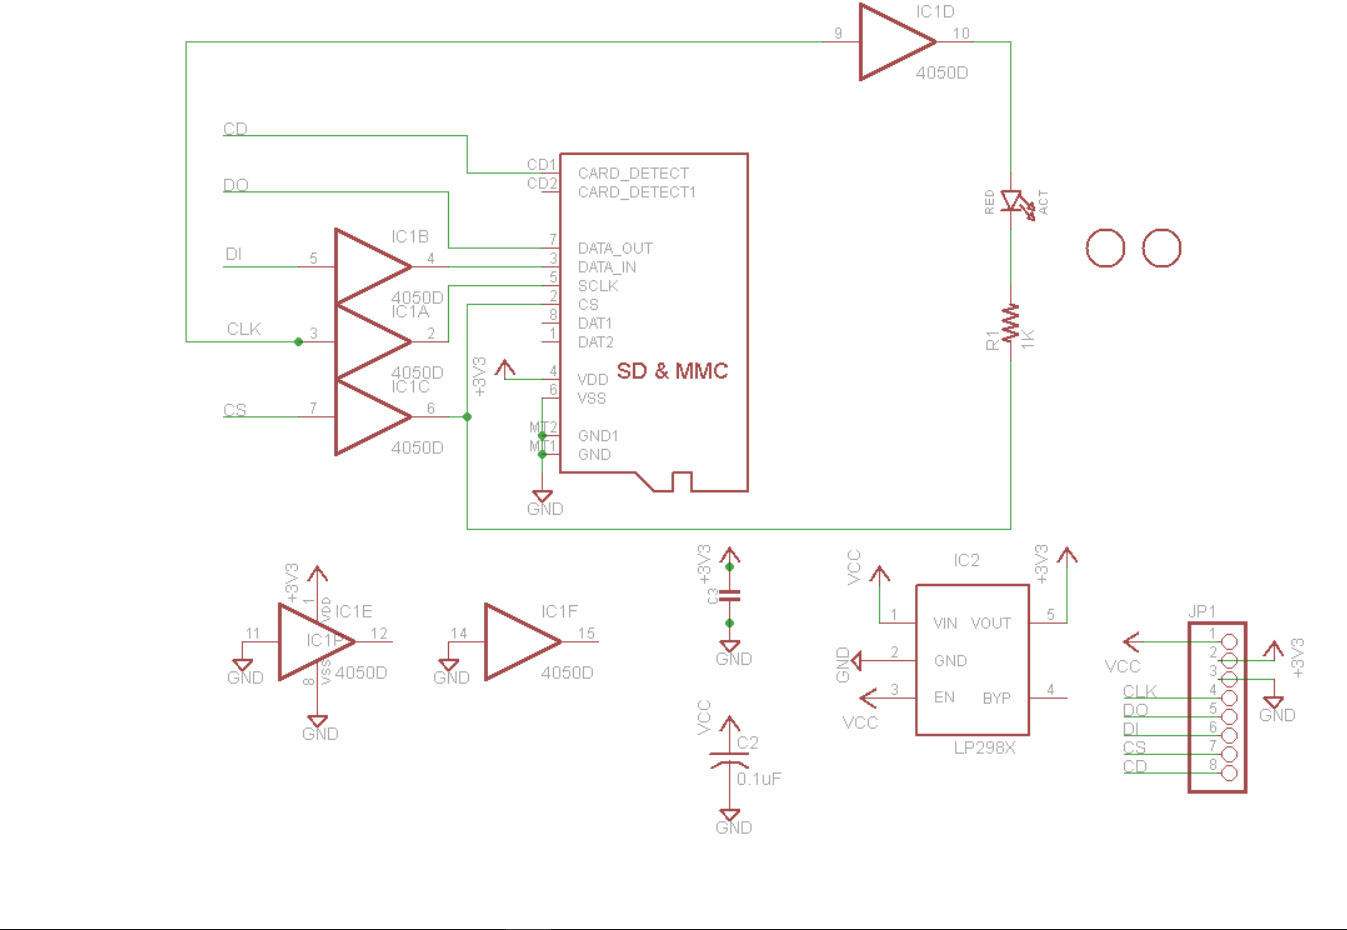 IC1D
9
10
4050D
CD
CD1
CARD_DETECT
CD2
CARD_DETECT1
DO
RED
ACT
IC1B
7
DATA_OUT
DI
5
4
3
DATA_IN
5
SCLK
4050D
2
CS
IC1A
8
DAT1
CLK
3
2
1
DAT2
R1
1K
4050D
+3V3
4
VDD
SD & MMC
IC1C
6
VSS
CS
7
6
MT2
GND1
4050D
MT1
GND
GND
+3V3
+3V3
VCC
IC2
+3V3
1
VDD
IC1E
IC1F
C3
1
VIN
VOUT
5
JP1
11
IC1P
12
14
15
1
VCC
2
+3V3
GND
VSS
4050D
GND
4050D
GND
GND
2
GND
3
8
VCC
3
EN
BYP
4
CLK
4
DO
5
GND
GND
VCC
C2
LP298X
DI
6
CS
7
0.1uF
CD
8
GND